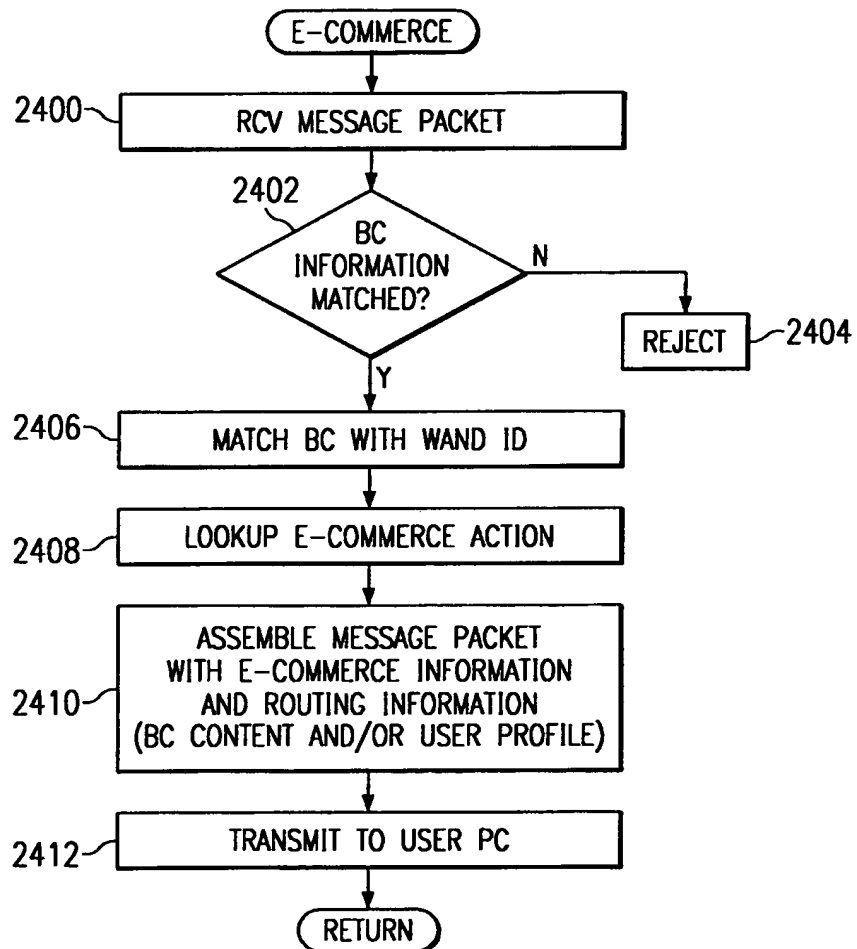 E-COMMERCE
2400
RCV MESSAGE PACKET
2402
BC
INFORMATION
MATCHED?
N
REJECT
2404
Y
2406
MATCH BC WITH WAND ID
2408
LOOKUP E-COMMERCE ACTION
2410
ASSEMBLE MESSAGE PACKET
WITH E-COMMERCE INFORMATION
AND ROUTING INFORMATION
(BC CONTENT AND/OR USER PROFILE)
2412
TRANSMIT TO USER PC
RETURN